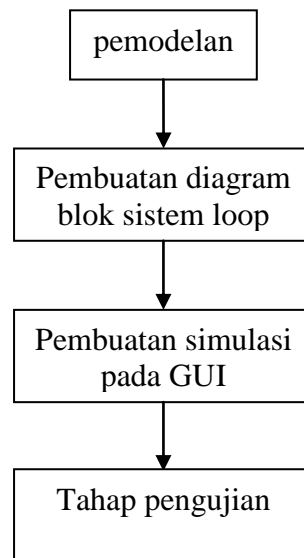 pemodelan
Pembuatan diagram
blok sistem loop
Pembuatan simulasi
pada GUI
Tahap pengujian